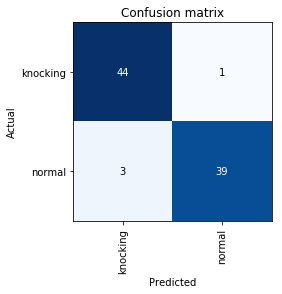 Confusion matrix
knocking
44
1
Actual
normal
3
39
knocking
normal
Predicted